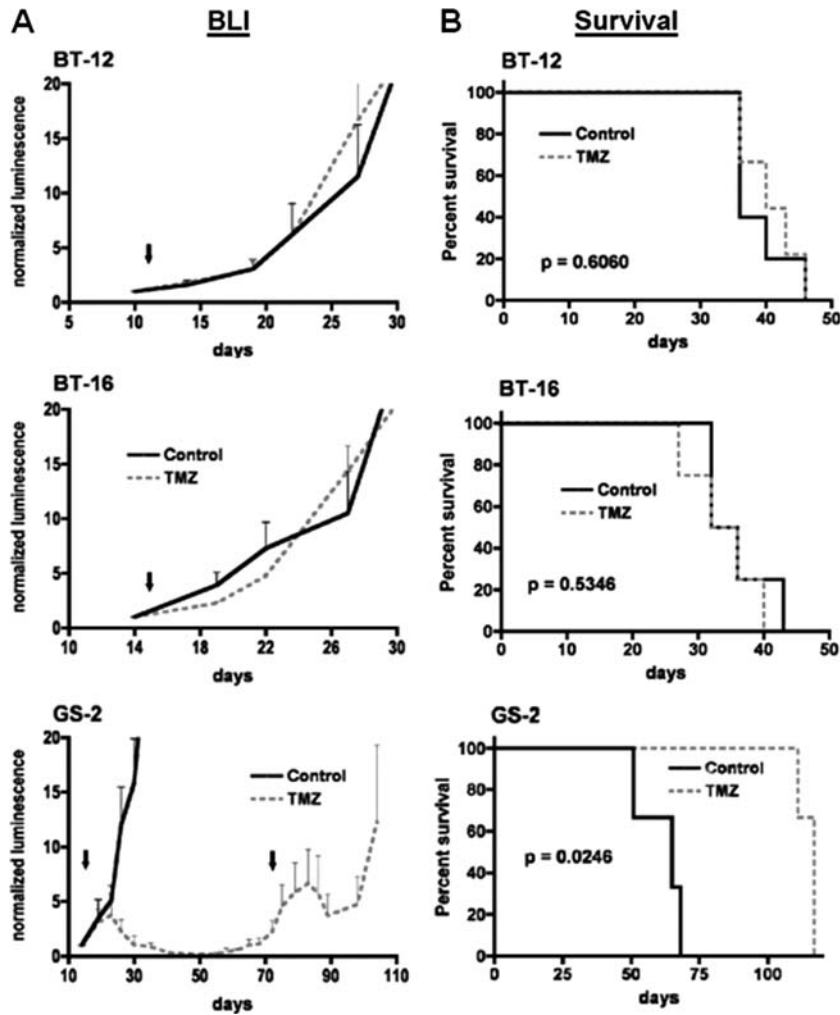 A BLI B Survival
BT-12
normalized luminescence
20
15
10
5
0
5 10 15 20 25 30
days
BT-12
Percent survival
100
80
60
40
20
0
Control
TMZ
p = 0.6060
0 10 20 30 40 50
days
BT-16
normalized luminescence
20
15
10
5
0
Control
TMZ
10 14 18 22 26 30
days
BT-16
Percent survival
100
80
60
40
20
0
Control
TMZ
p = 0.5346
0 10 20 30 40 50
days
GS-2
normalized luminescence
20
15
10
5
0
Control
TMZ
10 30 50 70 90 110
days
GS-2
Percent survival
100
80
60
40
20
0
Control
TMZ
p = 0.0246
0 25 50 75 100
days